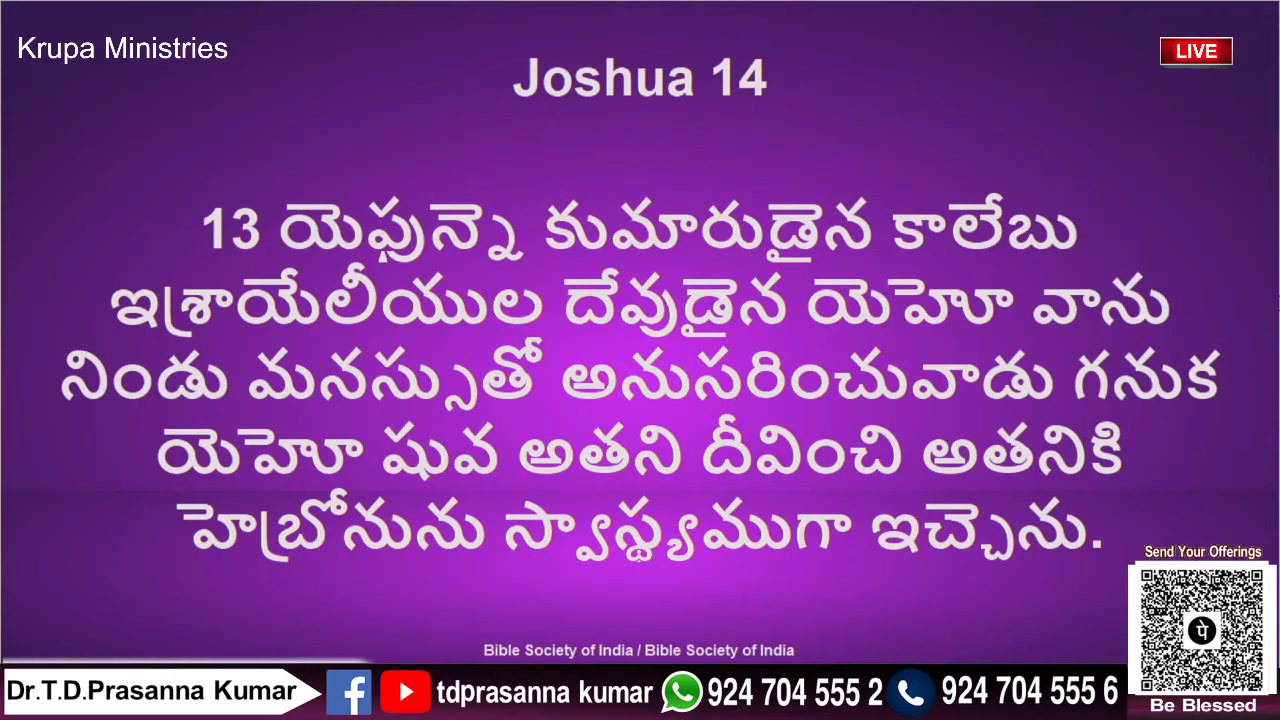 Krupa Ministries
LIVE
Joshua 14
13 యెఫున్నె కుమారుడైన కాలేబు
ఇశ్రాయేలీయుల దేవుడైన యెహో వాను
నిండు మనస్సుతో అనుసరించువాడు గనుక
యెహో షువ అతని దీవించి అతనికి
హెబ్రోనును స్వాస్థ్యముగా ఇచ్చెను.
Send Your Offerings
पे
Bible Society of India / Bible Society of India
Dr.T.D.Prasanna Kumar tdprasanna kumar 924 704 555 2 924 704 555 6
Be Blessed